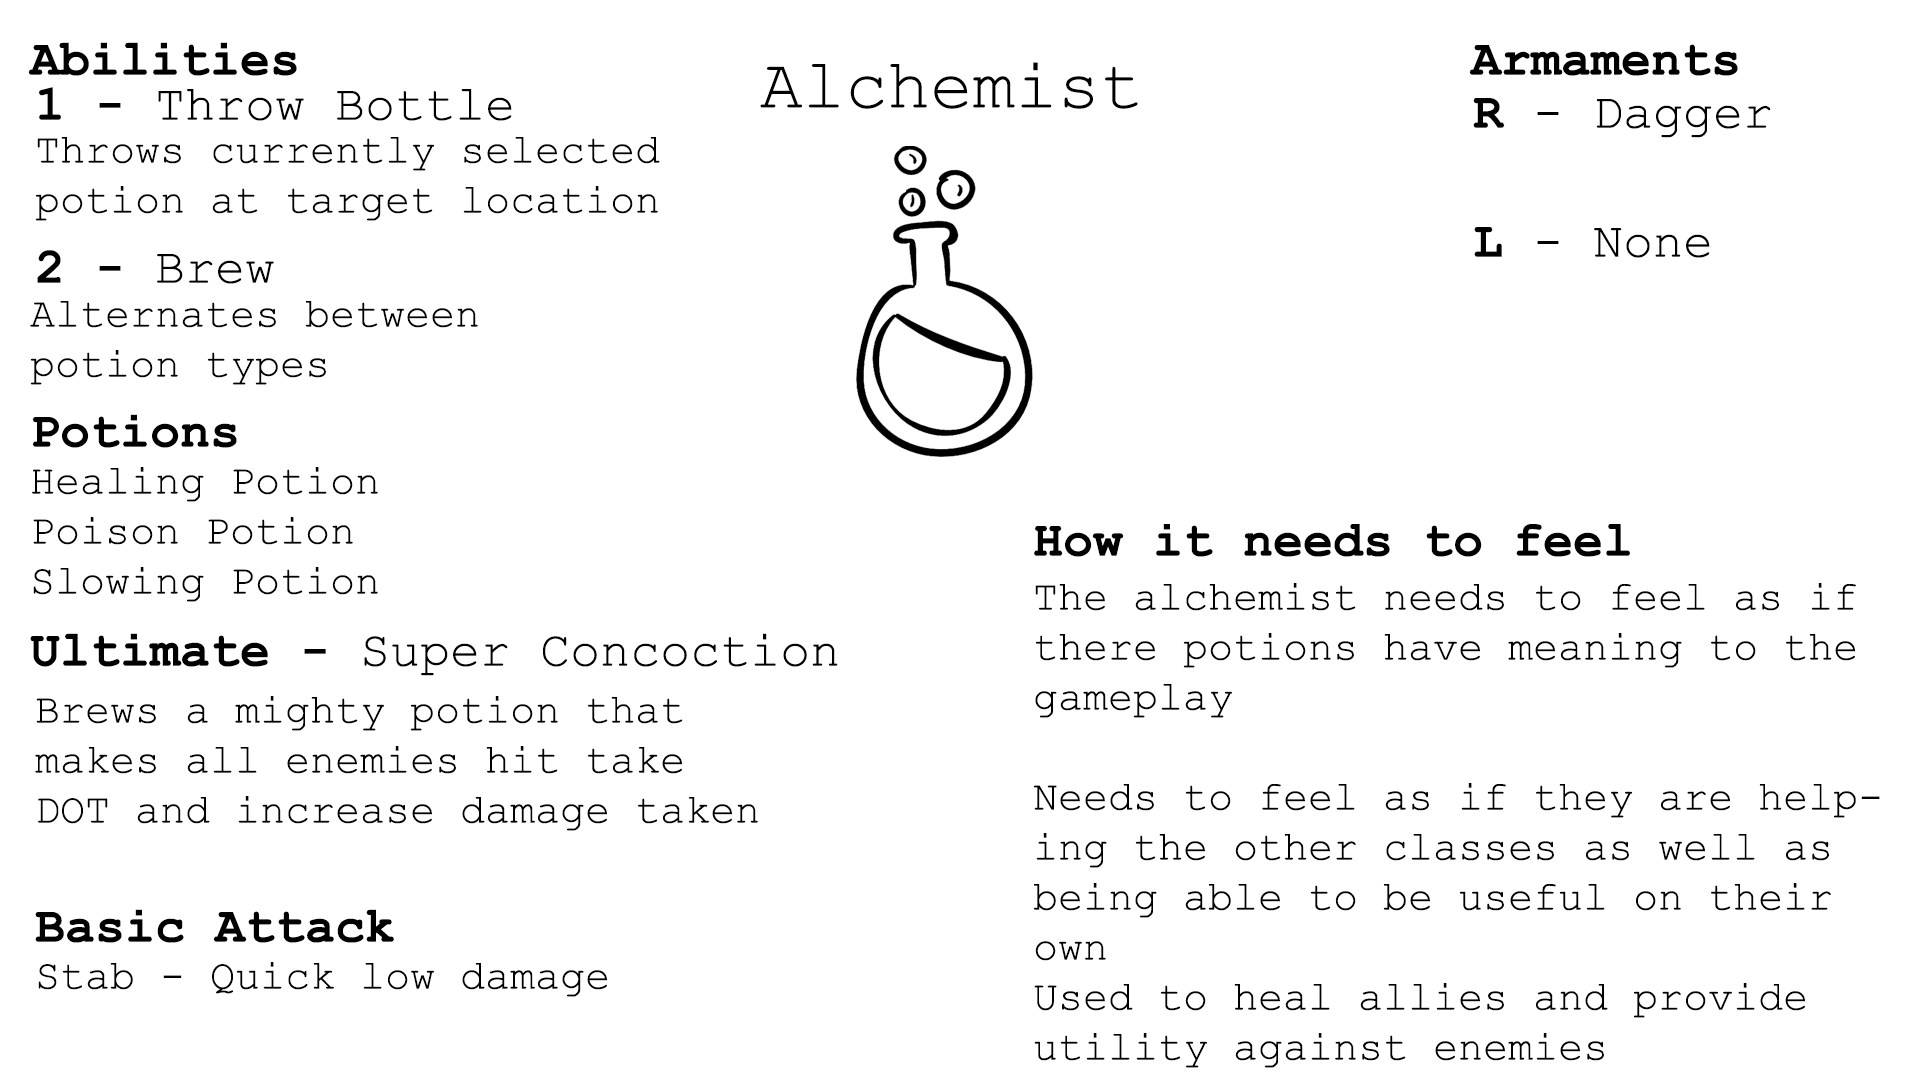 Abilities
1 - Throw Bottle
Throws currently selected
potion at target location
2 - Brew
Alternates between
potion types
Potions
Healing Potion
Poison Potion
Slowing Potion
Ultimate - Super Concoction
Brews a mighty potion that
makes all enemies hit take
DOT and increase damage taken
Basic Attack
Stab - Quick low damage
Alchemist
Armaments
R - Dagger
L - None
How it needs to feel
The alchemist needs to feel as if
there potions have meaning to the
gameplay
Needs to feel as if they are help-
ing the other classes as well as
being able to be useful on their
own
Used to heal allies and provide
utility against enemies